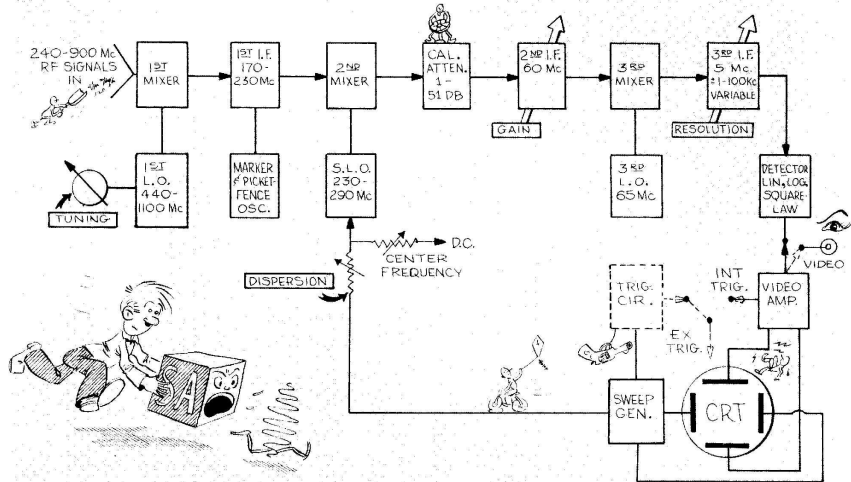 240-900 Mc
RF SIGNALS
IN
1ST
MIXER
1ST I.F.
170-
230Mc
2ND
MIXER
CAL.
ATTEN.
1-
51 DB
2ND I.F.
60 Mc
GAIN
3RD
MIXER
3RD I.F.
5 Mc.
±1-100Kc
VARIABLE
RESOLUTION
TUNING
1ST
L.O.
440-
1100 Mc
MARKER
& PICKET-
FENCE
OSC.
S.L.O.
230-
290 Mc
3RD
L.O.
65Mc
DETECTOR
LIN, LOG,
SQUARE-
LAW
D.C.
CENTER
FREQUENCY
DISPERSION
VIDEO
TRIG-
CIR.
INT
TRIG.
VIDEO
AMP.
EX
TRIG.
SA
SWEEP
GEN.
CRT